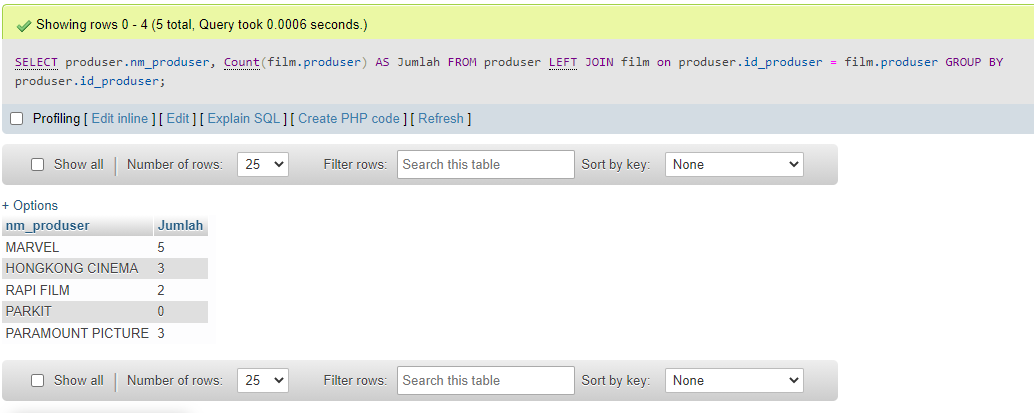 Showing rows 0 - 4 (5 total, Query took 0.0006 seconds.)
SELECT produser.nm_produser, Count(film.produser) AS Jumlah FROM produser LEFT JOIN film on produser.id_produser = film.produser GROUP BY
produser.id_produser;
Profiling [ Edit inline ] [ Edit ] [ Explain SQL ] [ Create PHP code ] [ Refresh ]
Show all Number of rows: 25 Filter rows: Search this table Sort by key: None
+ Options
nm_produser Jumlah
MARVEL 5
HONGKONG CINEMA 3
RAPI FILM 2
PARKIT 0
PARAMOUNT PICTURE 3
Show all Number of rows: 25 Filter rows: Search this table Sort by key: None